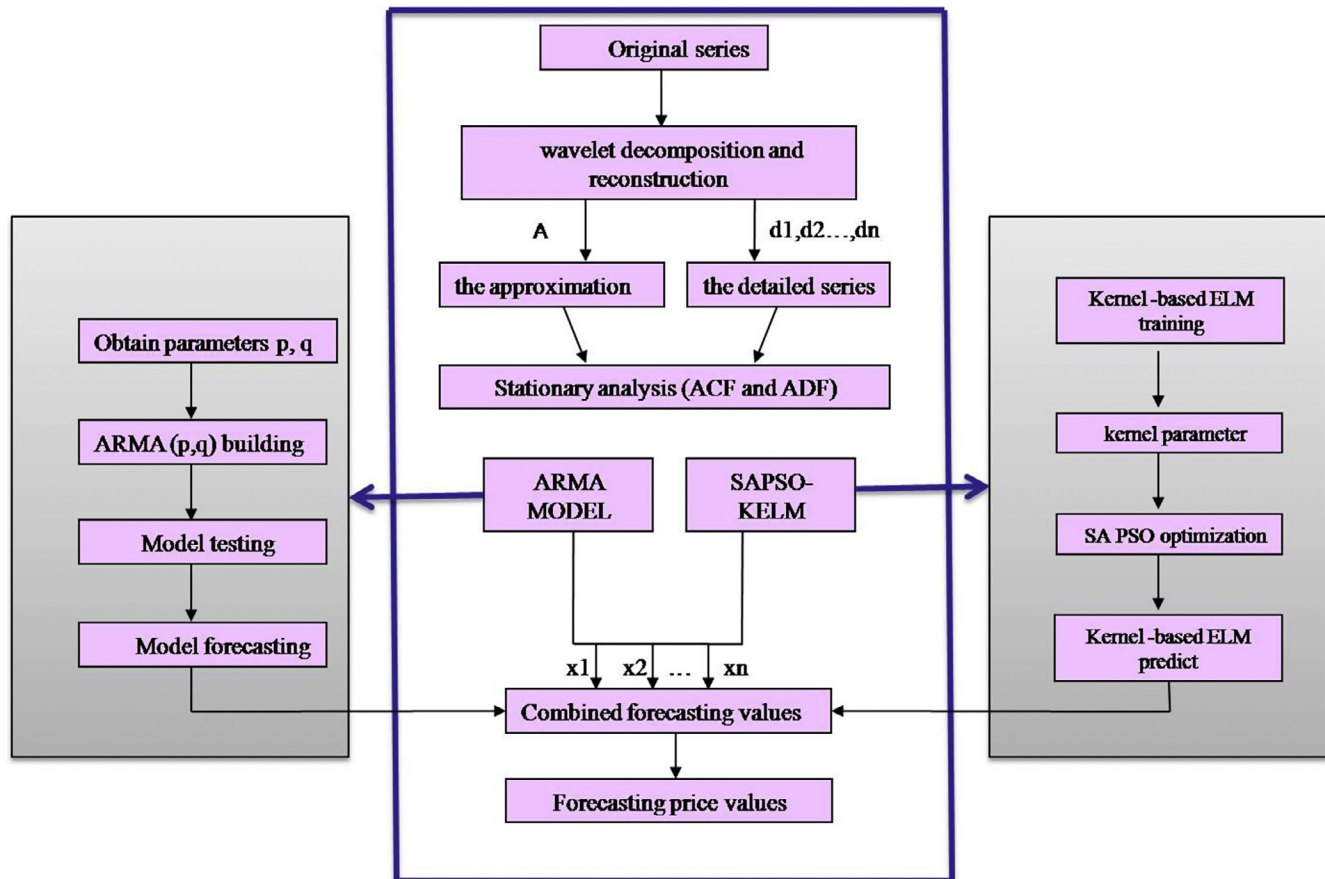 Original series
wavelet decomposition and
reconstruction
A
d1,d2…,dn
the approximation
the detailed series
Stationary analysis (ACF and ADF)
ARMA
MODEL
SAPSO-
KELM
x1 x2 … xn
Combined forecasting values
Forecasting price values
Obtain parameters p, q
ARMA (p,q) building
Model testing
Model forecasting
Kernel -based ELM
training
kernel parameter
SA PSO optimization
Kernel -based ELM
predict